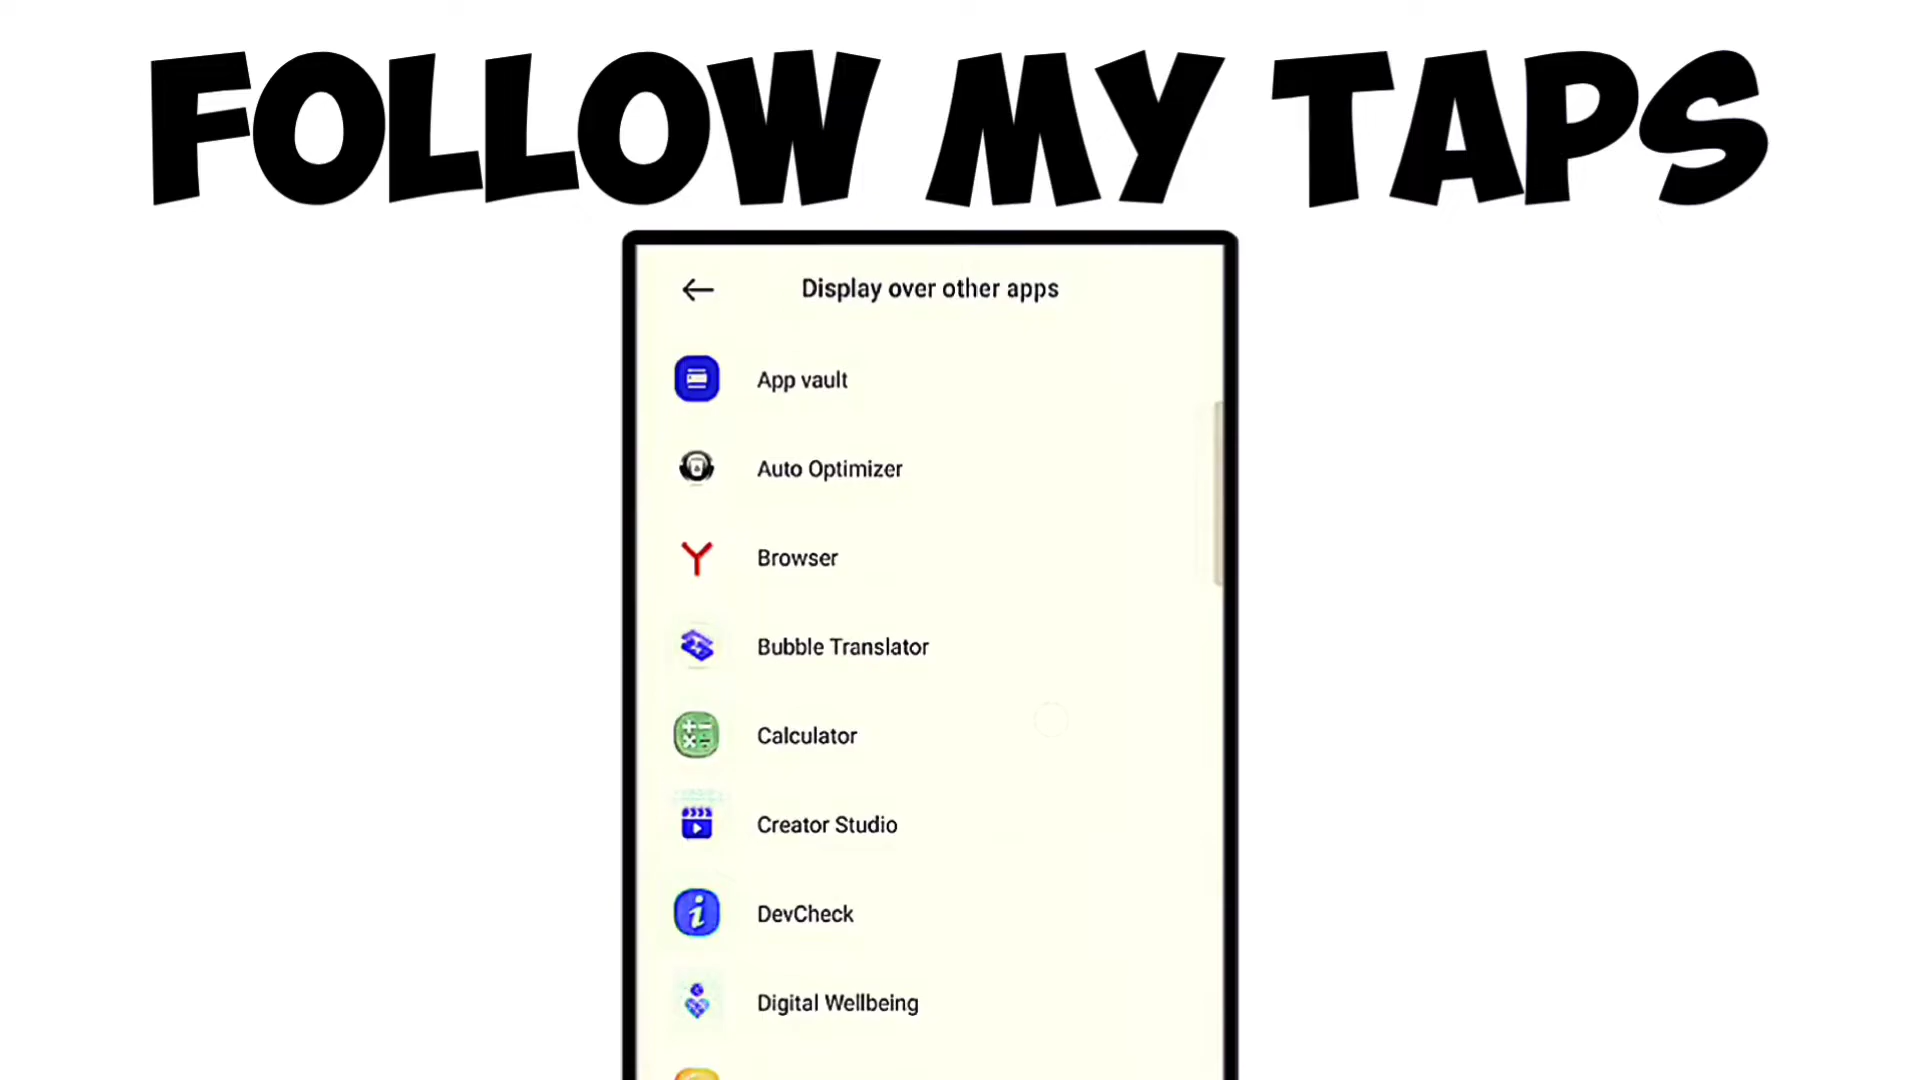 FOLLOW MY TAPS
Display over other apps
App vault
Auto Optimizer
Browser
Bubble Translator
Calculator
Creator Studio
DevCheck
Digital Wellbeing